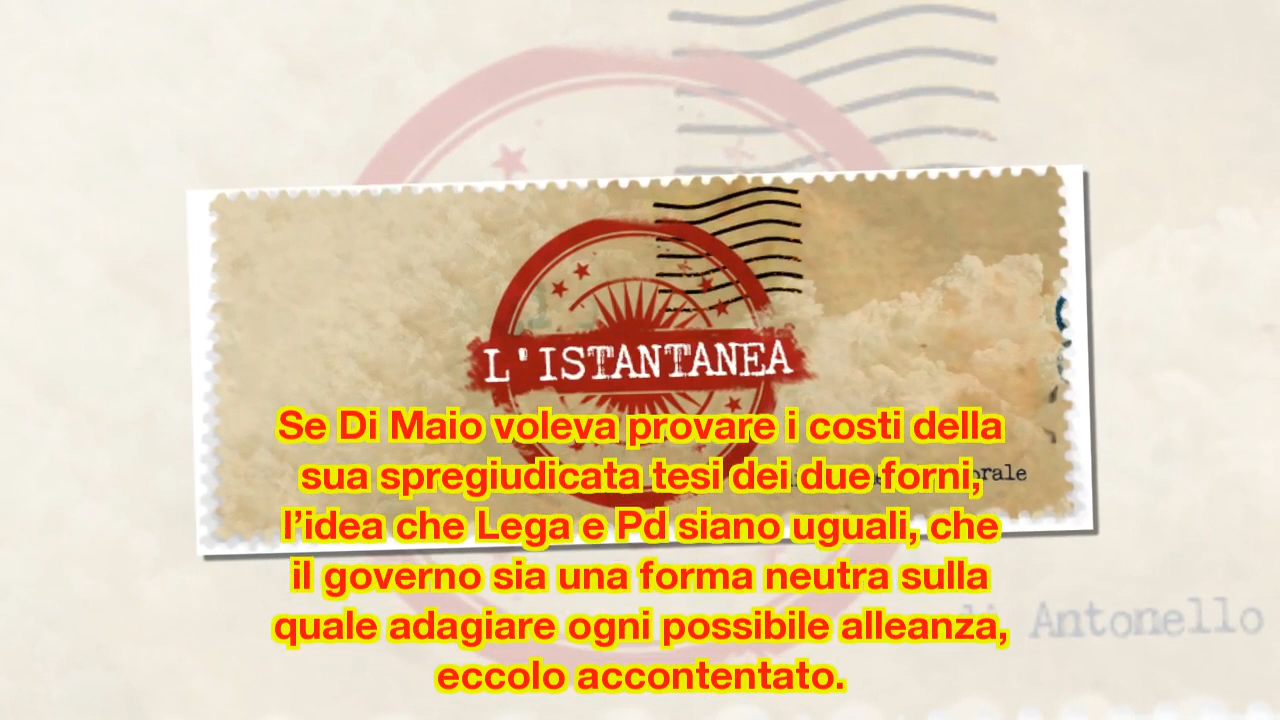 L'ISTANTANEA
Se Di Maio voleva provare i costi della
sua spregiudicata tesi dei due forni,
l’idea che Lega e Pd siano uguali, che
il governo sia una forma neutra sulla
quale adagiare ogni possibile alleanza,
eccolo accontentato.
di Antonello